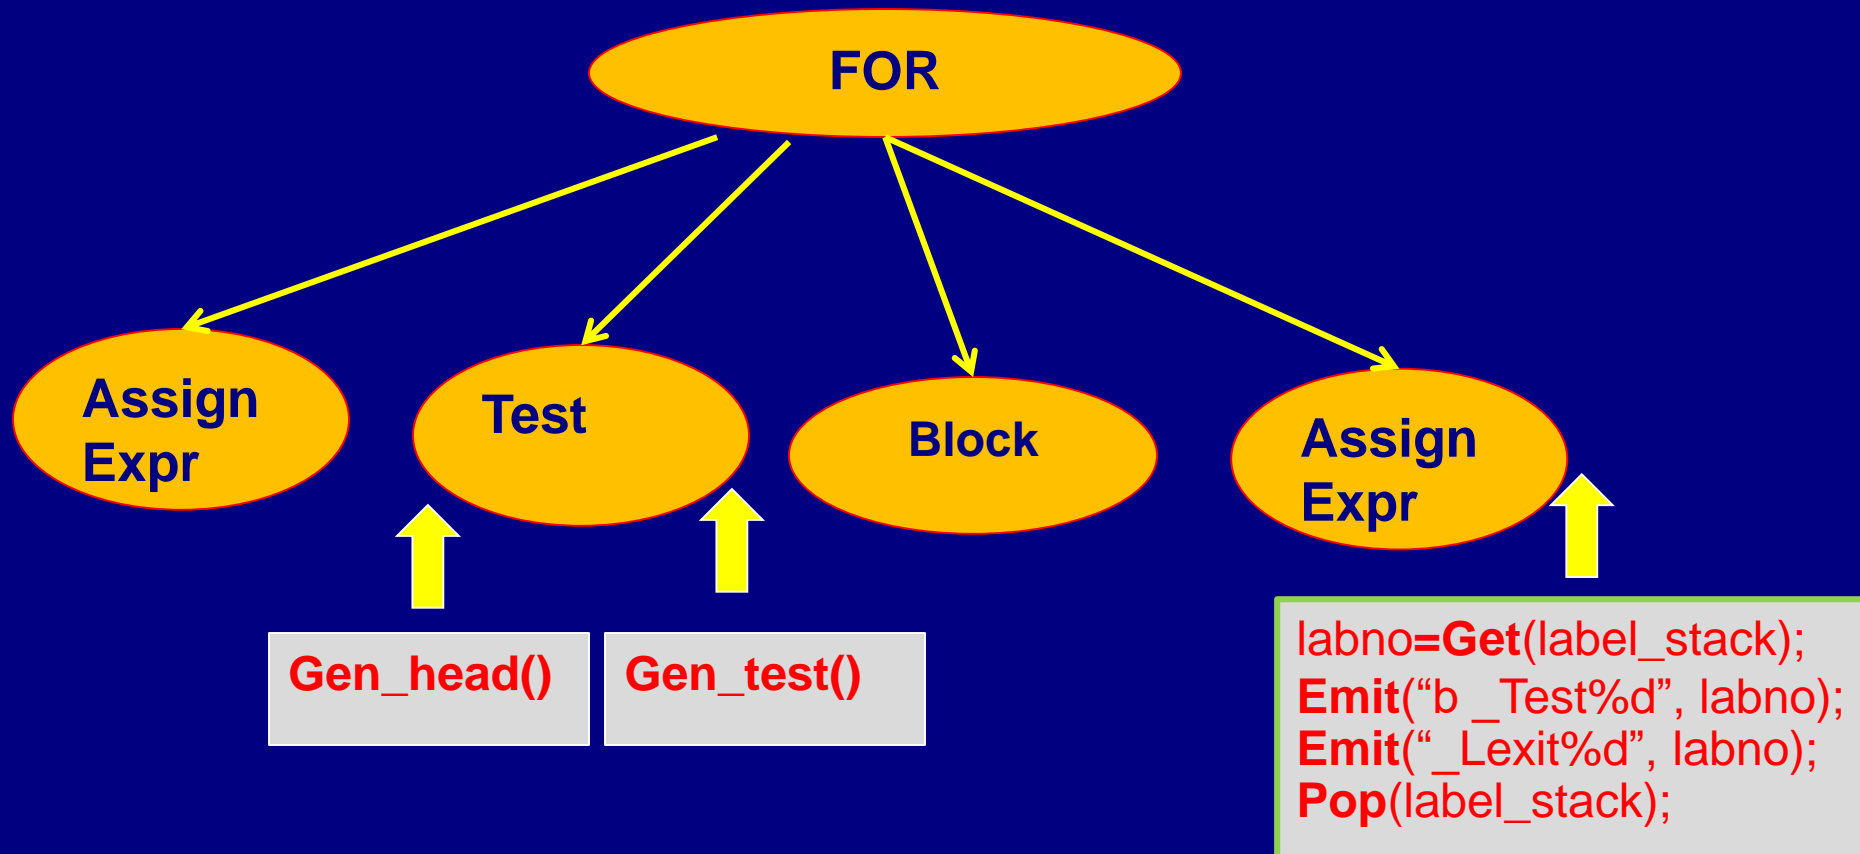 FOR
Assign
Expr
Test
Block
Assign
Expr
Gen_head()
Gen_test()
labno=Get(label_stack);
Emit(“b _Test%d”, labno);
Emit(“_Lexit%d”, labno);
Pop(label_stack);